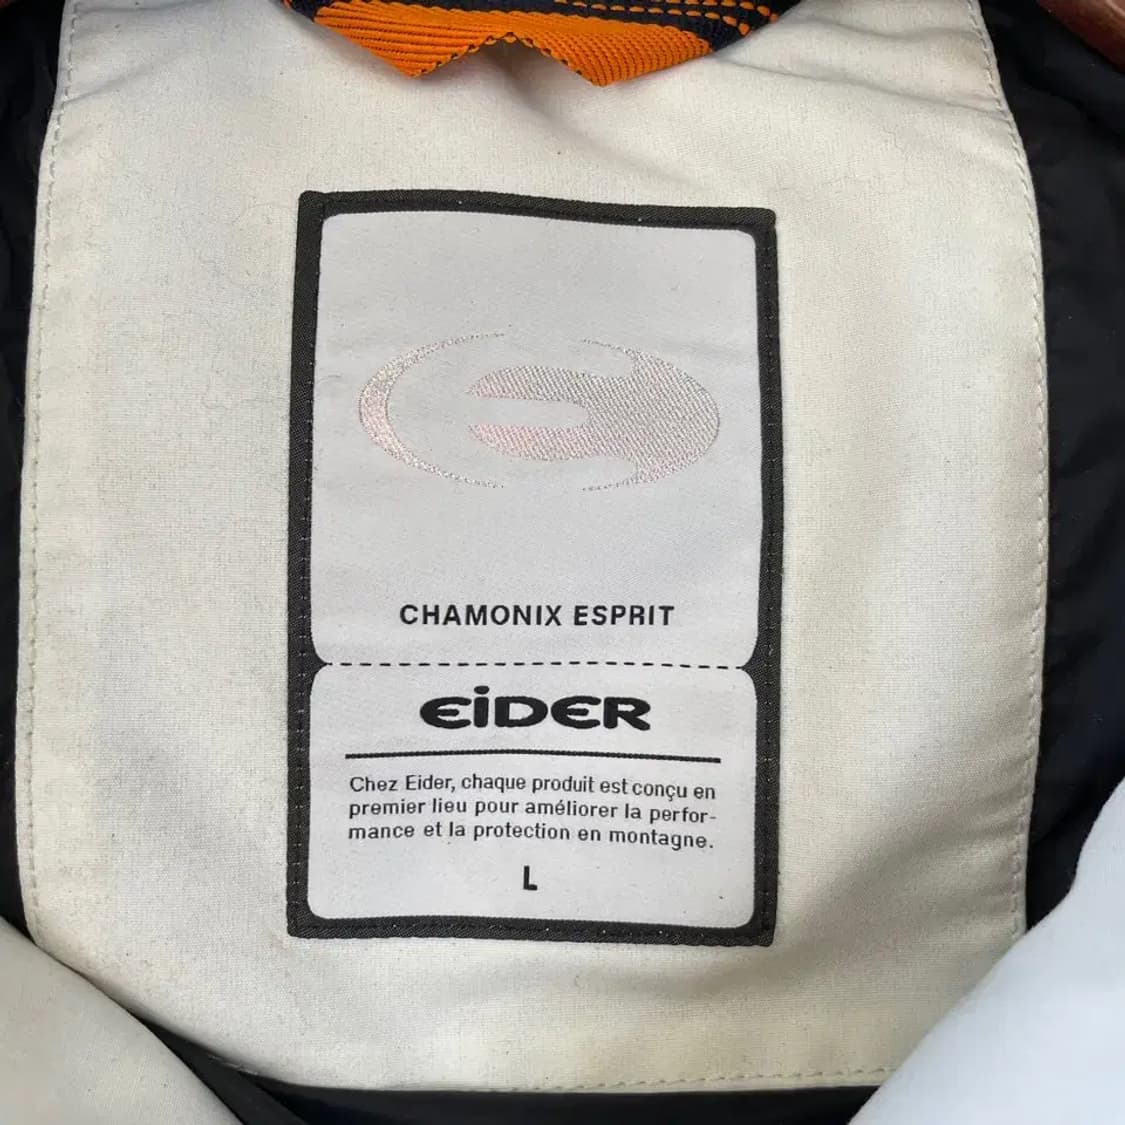 CHAMONIX ESPRIT
EiDER
Chez Eider, chaque produit est conçu en
premier lieu pour améliorer la perfor-
mance et la protection en montagne.
L